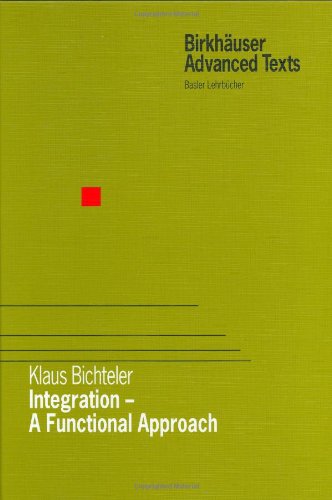 Birkhäuser
Advanced Texts
Basler Lehrbücher
Klaus Bichteler
Integration –
A Functional Approach